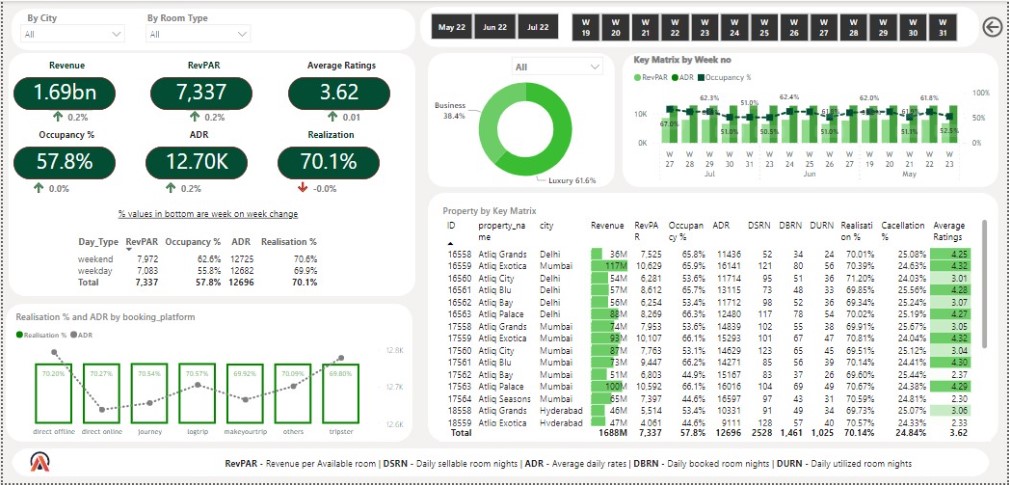 By City
All
By Room Type
All
May 22 Jun 22 Jul 22
W 19 W 20 W 21 W 22 W 23 W 24 W 25 W 26 W 27 W 28 W 29 W 30 W 31
Revenue RevPAR Average Ratings
1.69bn 7,337 3.62
0.2% 0.2% 0.01
Occupancy % ADR Realization
57.8% 12.70K 70.1%
0.0% 0.2% -0.0%
% values in bottom are week on week change
Day_Type RevPAR Occupancy % ADR Realisation %
weekend 7,972 62.6% 12725 70.6%
weekday 7,083 55.8% 12682 69.9%
Total 7,337 57.8% 12696 70.1%
All
Business
38.4%
Luxury 61.6%
Key Matrix by Week no
RevPAR ADR Occupancy %
10K
0K
100%
50%
0%
67.0% 62.3% 51.0% 62.4% 62.0% 61.8%
W 27 W 28 W 29 W 30 W 31 W 23 W 24 W 25 W 26 W 27 W 19 W 20 W 21 W 22 W 23
Jul Jun May
Realisation % and ADR by booking_platform
Realisation % ADR
12.8K
12.7K
12.6K
70.20% 70.27% 70.54% 70.57% 69.92% 70.09% 69.80%
direct offline direct online journey logtrip makeyourtrip others tripster
Property by Key Matrix
ID property_name city Revenue RevPAR Occupancy % ADR DSRN DBRN DURN Realisation % Cacellation % Average Ratings
16558 Atliq Grands Delhi 36M 7,525 65.8% 11436 52 34 24 70.01% 25.08% 4.25
16559 Atliq Exotica Mumbai 117M 10,629 65.9% 16141 121 80 56 70.39% 24.63% 4.32
16560 Atliq City Delhi 54M 6,281 53.6% 11714 95 51 36 71.20% 24.03% 3.01
16561 Atliq Blu Delhi 57M 8,612 65.7% 13115 73 48 33 69.85% 25.56% 4.28
16562 Atliq Bay Delhi 56M 6,254 53.4% 11712 98 52 36 69.34% 25.24% 3.07
16563 Atliq Palace Delhi 88M 8,269 66.3% 12480 117 78 54 70.02% 25.19% 4.27
17558 Atliq Grands Mumbai 74M 7,953 53.6% 14839 102 55 38 69.91% 25.67% 3.05
17559 Atliq Exotica Mumbai 93M 10,107 66.1% 15293 101 67 47 70.81% 24.04% 4.32
17560 Atliq City Mumbai 87M 7,763 53.1% 14629 123 65 45 69.51% 25.12% 3.04
17561 Atliq Blu Mumbai 73M 9,447 66.2% 14271 85 56 39 70.14% 24.41% 4.30
17562 Atliq Bay Mumbai 51M 6,803 44.9% 15167 83 37 26 69.60% 25.44% 2.37
17563 Atliq Palace Mumbai 100M 10,592 66.1% 16016 104 69 49 70.67% 24.38% 4.29
17564 Atliq Seasons Mumbai 65M 7,397 44.6% 16597 97 43 31 70.59% 24.81% 2.30
18558 Atliq Grands Hyderabad 46M 5,514 53.4% 10331 91 49 34 69.73% 25.07% 3.06
18559 Atliq Exotica Hyderabad 47M 4,061 44.6% 9111 128 57 40 70.57% 24.33% 2.33
Total 1688M 7,337 57.8% 12696 2528 1,461 1,025 70.14% 24.84% 3.62
RevPAR - Revenue per Available room | DSRN - Daily sellable room nights | ADR - Average daily rates | DBRN - Daily booked room nights | DURN - Daily utilized room nights